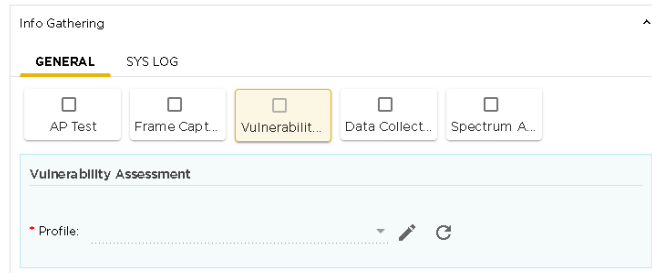 Info Gathering
GENERAL SYS LOG
AP Test Frame Capt... Vulnerabilit... Data Collect... Spectrum A...
Vulnerability Assessment
* Profile: